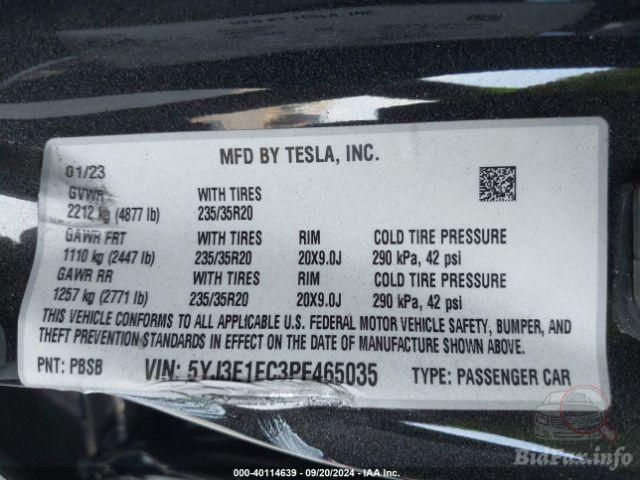 MFD BY TESLA, INC.
01/23
GVWR WITH TIRES
2212 kg (4877 lb) 235/35R20
GAWR FRT WITH TIRES RIM COLD TIRE PRESSURE
1110 kg (2447 lb) 235/35R20 20X9.0J 290 kPa, 42 psi
GAWR RR WITH TIRES RIM COLD TIRE PRESSURE
1257 kg (2771 lb) 235/35R20 20X9.0J 290 kPa, 42 psi
THIS VEHICLE CONFORMS TO ALL APPLICABLE U.S. FEDERAL MOTOR VEHICLE SAFETY, BUMPER, AND
THEFT PREVENTION STANDARDS IN EFFECT ON THE DATE OF MANUFACTURE SHOWN ABOVE.
PNT: PBSB VIN: 5YJ3E1EC3PF465035 TYPE: PASSENGER CAR
000-40114639 - 09/20/2024 - IAA Inc.
BidFax.info